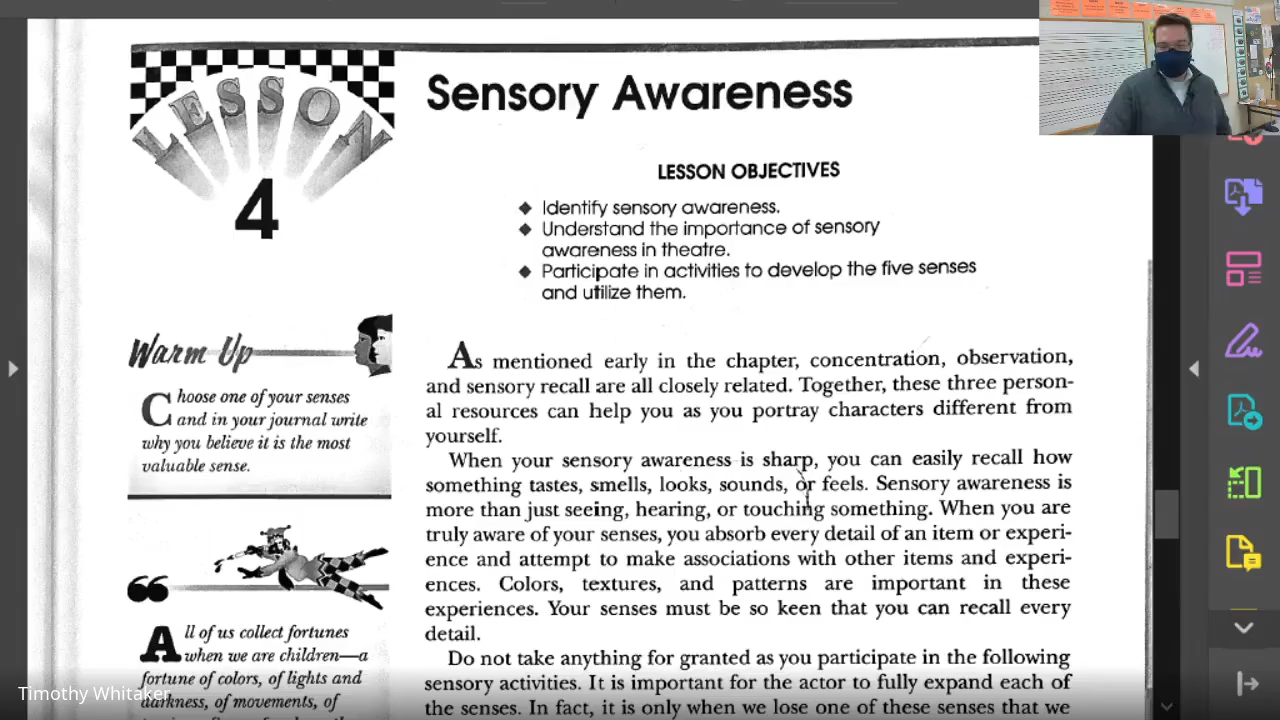 LESSON
4
Sensory Awareness
LESSON OBJECTIVES
◆ Identify sensory awareness.
◆ Understand the importance of sensory
awareness in theatre.
◆ Participate in activities to develop the five senses
and utilize them.
Warm Up
Choose one of your senses
and in your journal write
why you believe it is the most
valuable sense.
As mentioned early in the chapter, concentration, observation,
and sensory recall are all closely related. Together, these three person-
al resources can help you as you portray characters different from
yourself.
When your sensory awareness is sharp, you can easily recall how
something tastes, smells, looks, sounds, or feels. Sensory awareness is
more than just seeing, hearing, or touching something. When you are
truly aware of your senses, you absorb every detail of an item or experi-
ence and attempt to make associations with other items and experi-
ences. Colors, textures, and patterns are important in these
experiences. Your senses must be so keen that you can recall every
detail.
Do not take anything for granted as you participate in the following
sensory activities. It is important for the actor to fully expand each of
the senses. In fact, it is only when we lose one of these senses that we
“
All of us collect fortunes
when we are children—a
fortune of colors, of lights and
darkness, of movements, of
Timothy Whitaker